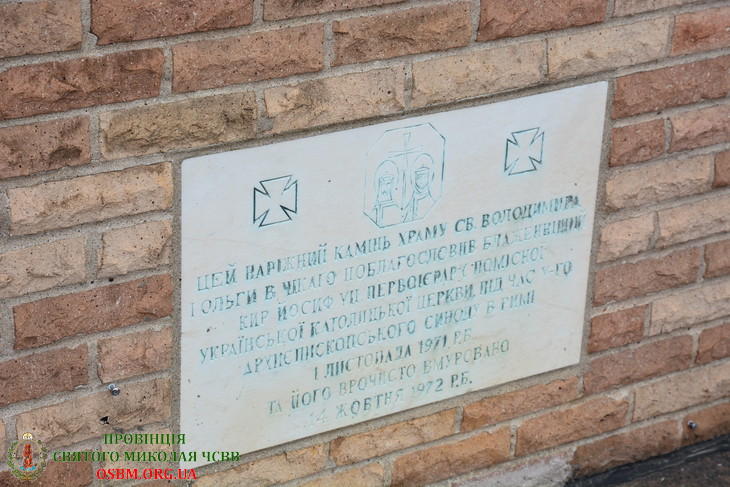 ЦЕЙ НАРІЖНИЙ КАМІНЬ ХРАМУ СВ. ВОЛОДИМИРА
І ОЛЬГИ В ЧІКАГО ПОБЛАГОСЛОВИВ БЛАЖЕННІШИЙ
КИР ЙОСИФ VII ПЕРВОІЄРАРХ ПОМІСНОЇ
УКРАЇНСЬКОЇ КАТОЛИЦЬКОЇ ЦЕРКВИ, ПІД ЧАС V-ГО
АРХИЄПИСКОПСЬКОГО СИНОДУ В РИМІ
1 ЛИСТОПАДА 1971 Р.Б.
ТА ЙОГО ВРОЧИСТО ВМУРОВАНО
14 ЖОВТНЯ 1972 Р.Б.
ПРОВІНЦІЯ
СВЯТОГО МИКОЛАЯ ЧСВВ
OSBM.ORG.UA